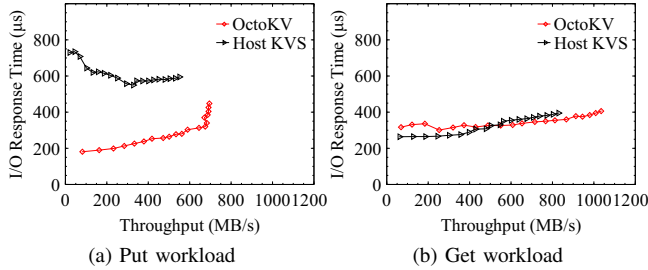 800
600
400
200
0
I/O Response Time (μs)
OctoKV
Host KVS
0 200 400 600 800 10001200
Throughput (MB/s)
(a) Put workload
800
600
400
200
0
I/O Response Time (μs)
OctoKV
Host KVS
0 200 400 600 800 10001200
Throughput (MB/s)
(b) Get workload